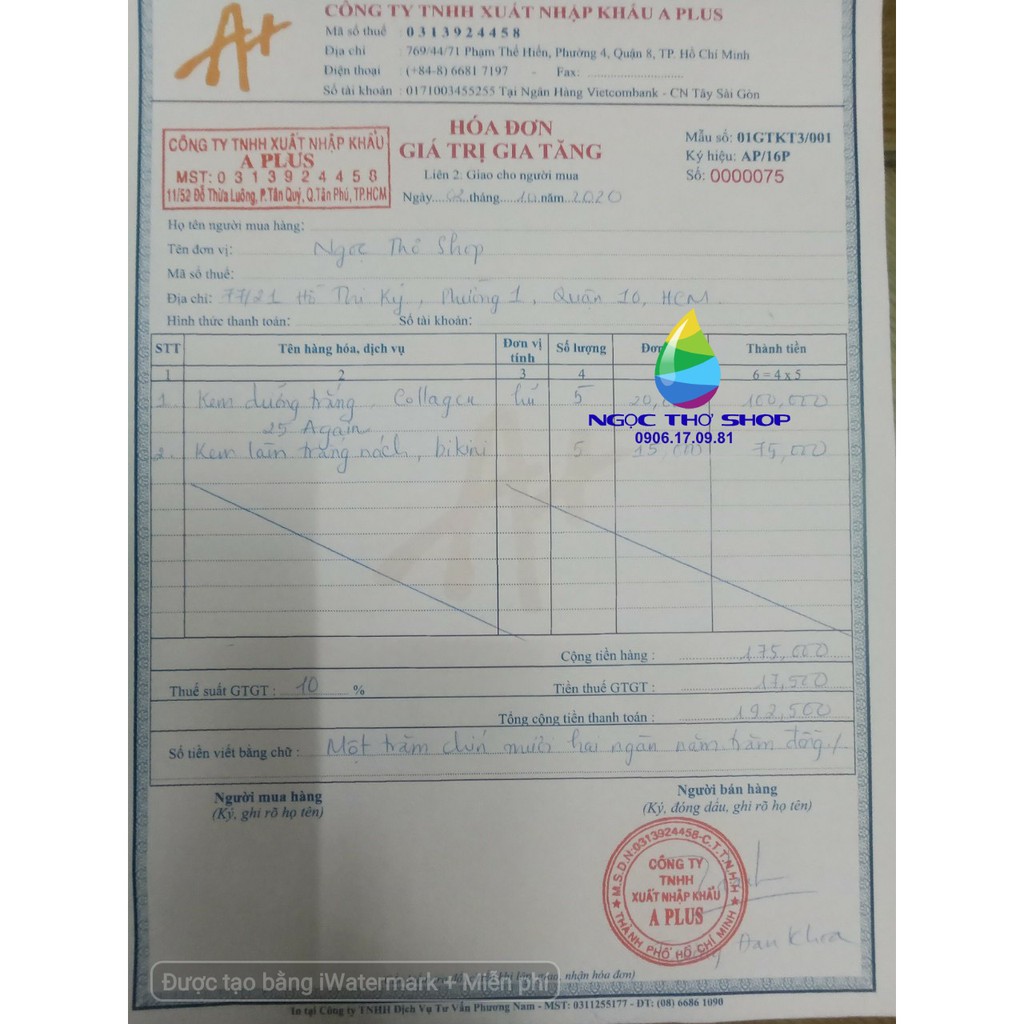 A+
CÔNG TY TNHH XUẤT NHẬP KHẨU A PLUS
Mã số thuế : 0313924458
Địa chỉ : 769/44/71 Phạm Thế Hiển, Phường 4, Quận 8, TP. Hồ Chí Minh
Điện thoại : (+84-8) 6681 7197 - Fax:
Số tài khoản : 0171003455255 Tại Ngân Hàng Vietcombank - CN Tây Sài Gòn
CÔNG TY TNHH XUẤT NHẬP KHẨU
A PLUS
MST: 0313924458
11/52 Đỗ Thừa Luông, P.Tân Quý, Q.Tân Phú, TP.HCM
HÓA ĐƠN
GIÁ TRỊ GIA TĂNG
Liên 2: Giao cho người mua
Ngày 02 tháng 10 năm 2020
Mẫu số: 01GTKT3/001
Ký hiệu: AP/16P
Số: 0000075
Họ tên người mua hàng:
Tên đơn vị: Ngọc Thơ Shop
Mã số thuế:
Địa chỉ: 77/21 Hồ Thị Kỷ, Phường 1, Quận 10, HCM
Hình thức thanh toán: Số tài khoản:
STT Tên hàng hóa, dịch vụ Đơn vị tính Số lượng Đơn Thành tiền
1 2 3 4 6 = 4 x 5
1. Kem dưỡng trắng Collagen hủ 5 20,0 100,000
25 Again
2. Kem làm trắng nách, bikini 5 15,000 75,000
NGỌC THƠ SHOP
0906.17.09.81
Cộng tiền hàng : 175,000
Thuế suất GTGT : 10 % Tiền thuế GTGT : 17,500
Tổng cộng tiền thanh toán : 192,500
Số tiền viết bằng chữ : Một trăm chín mươi hai ngàn năm trăm đồng./
Người mua hàng
(Ký, ghi rõ họ tên)
Người bán hàng
(Ký, đóng dấu, ghi rõ họ tên)
M.S.D.N:0313924458-C.T.T.N.H.H
CÔNG TY
TNHH
XUẤT NHẬP KHẨU
A PLUS
THÀNH PHỐ HỒ CHÍ MINH
Khoa
nhận hóa đơn)
Được tạo bằng iWatermark + Miễn phí
In tại Công ty TNHH Dịch Vụ Tư Vấn Phương Nam - MST: 0311255177 - ĐT: (08) 6686 1090